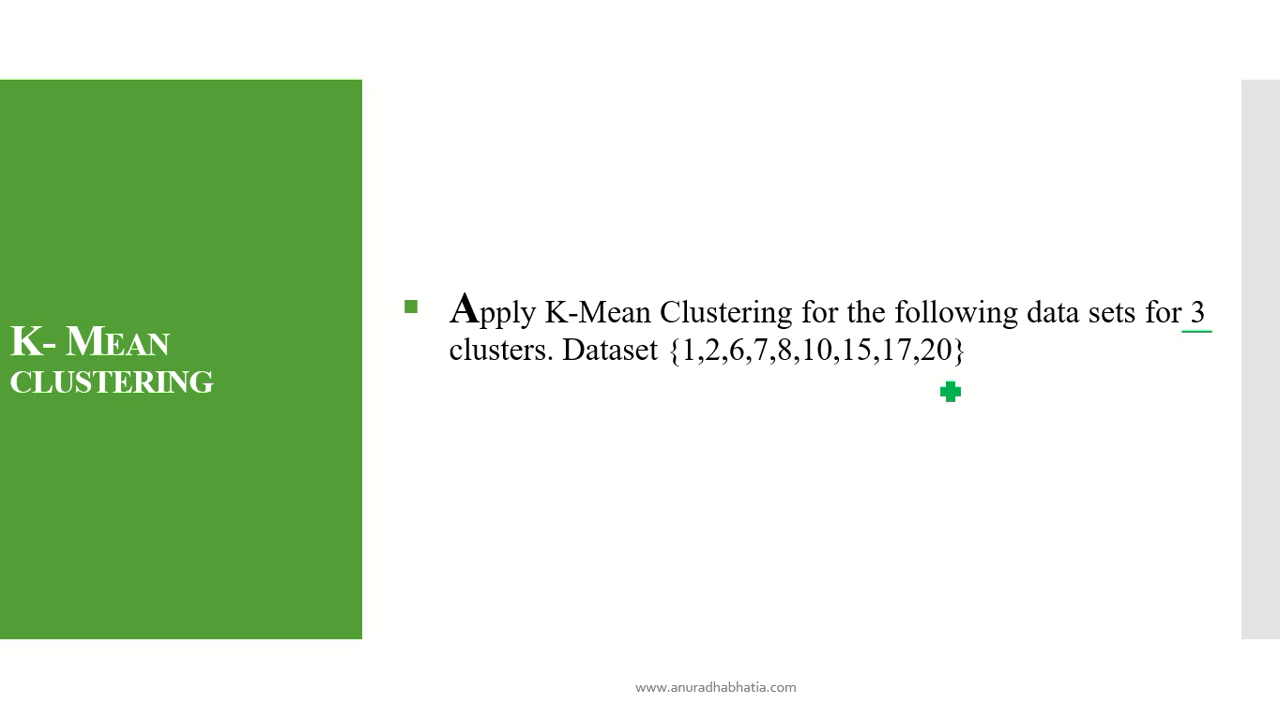 K- MEAN
CLUSTERING
Apply K-Mean Clustering for the following data sets for 3
clusters. Dataset {1,2,6,7,8,10,15,17,20}
www.anuradhabhatia.com